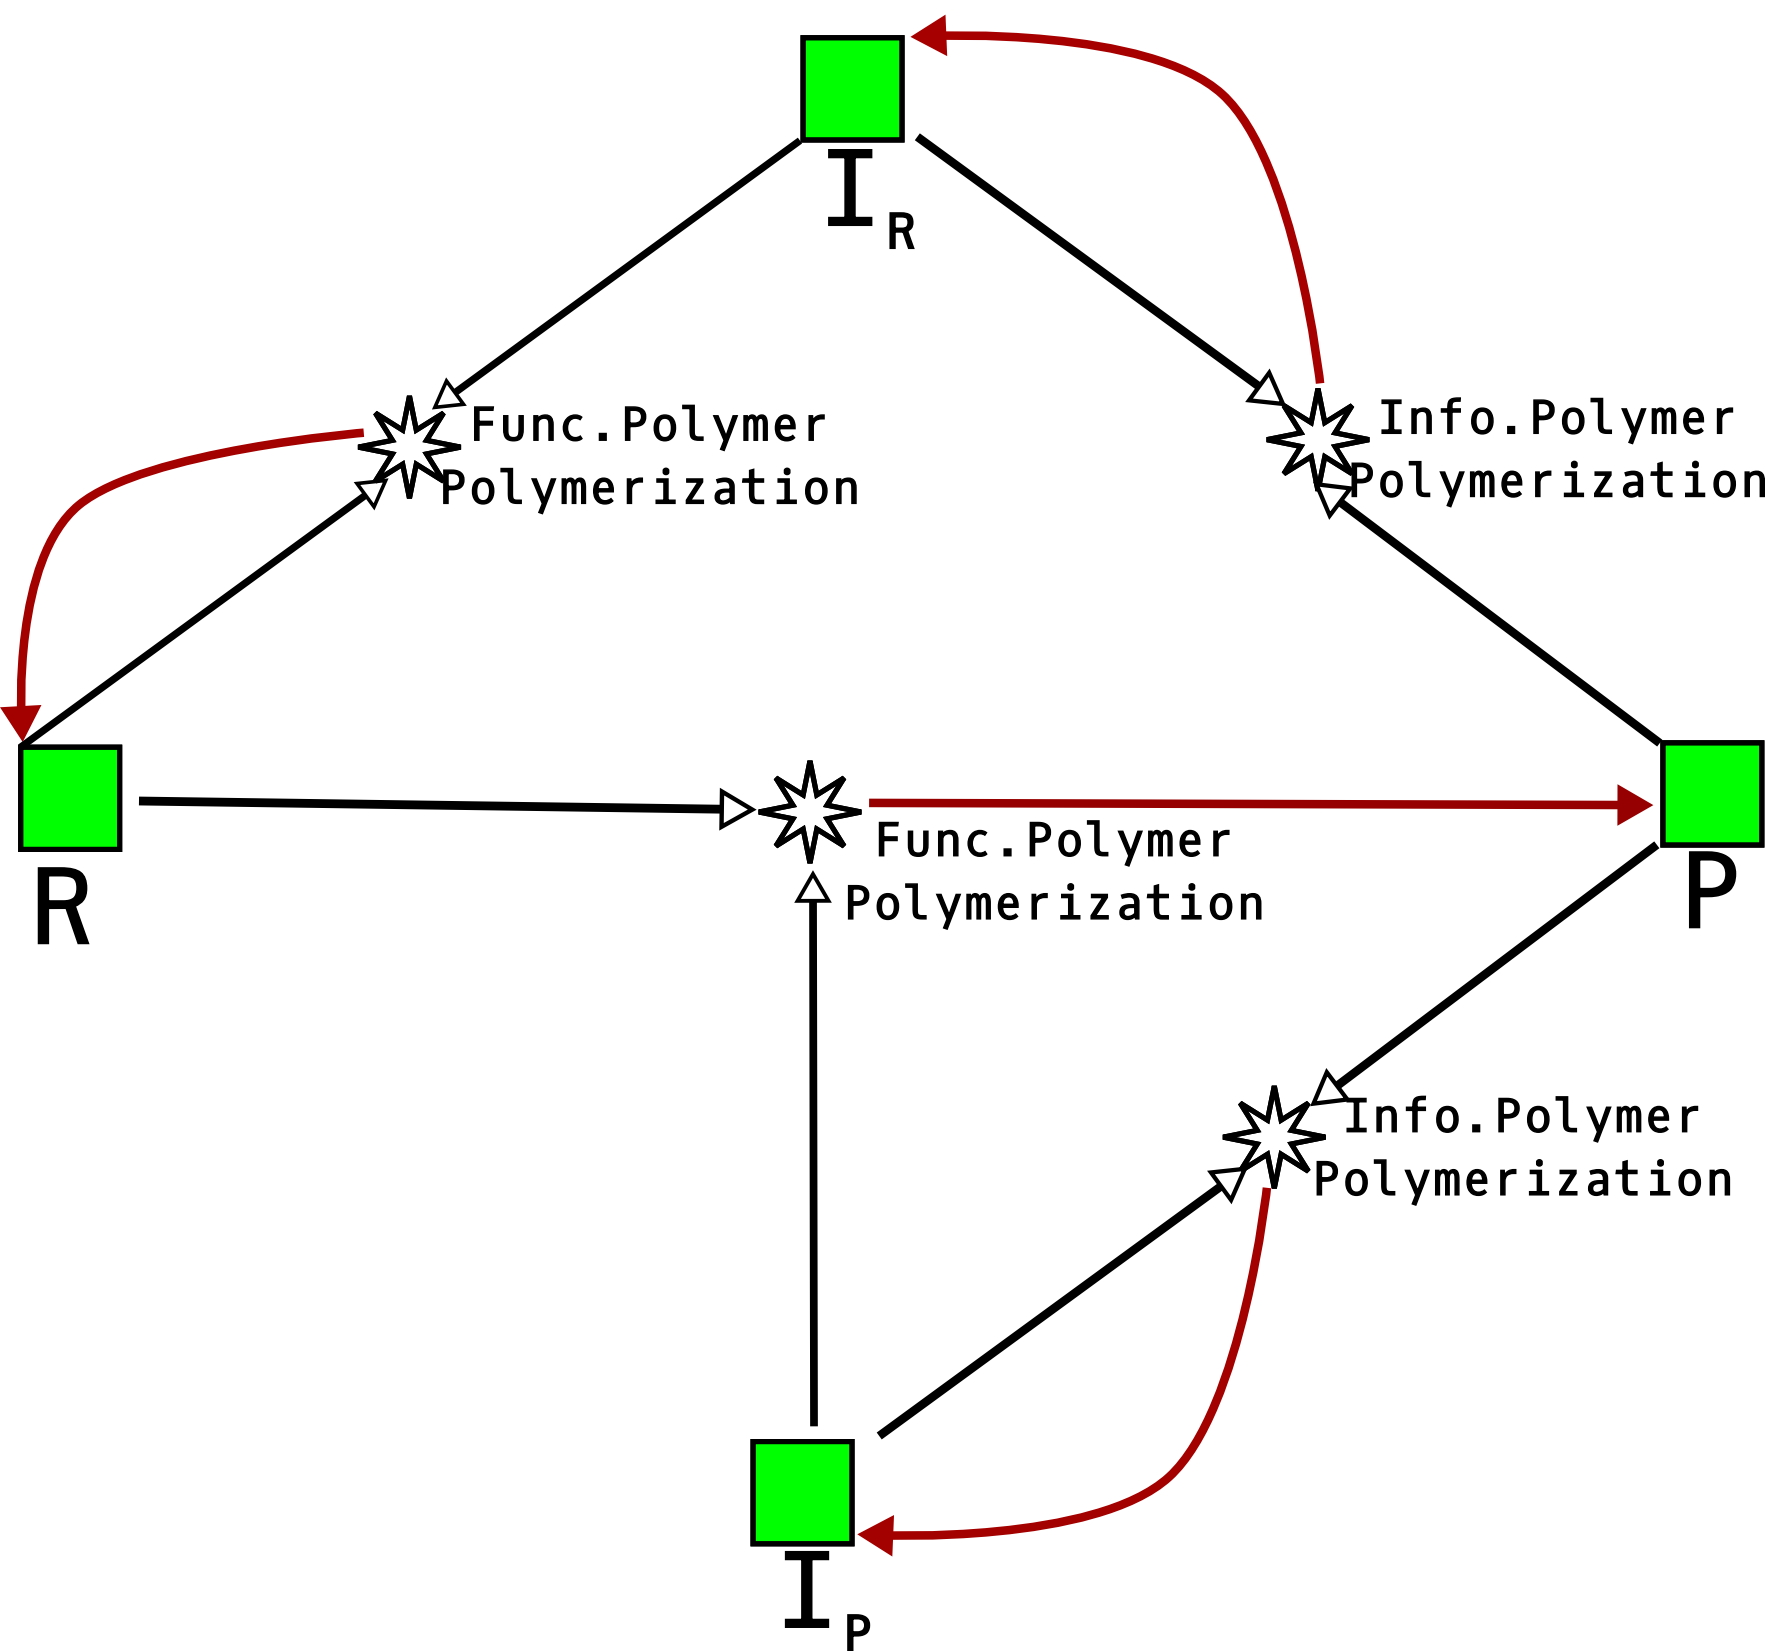 I
R
Func.Polymer
Polymerization
Info.Polymer
Polymerization
R
Func.Polymer
Polymerization
P
Info.Polymer
Polymerization
I
P